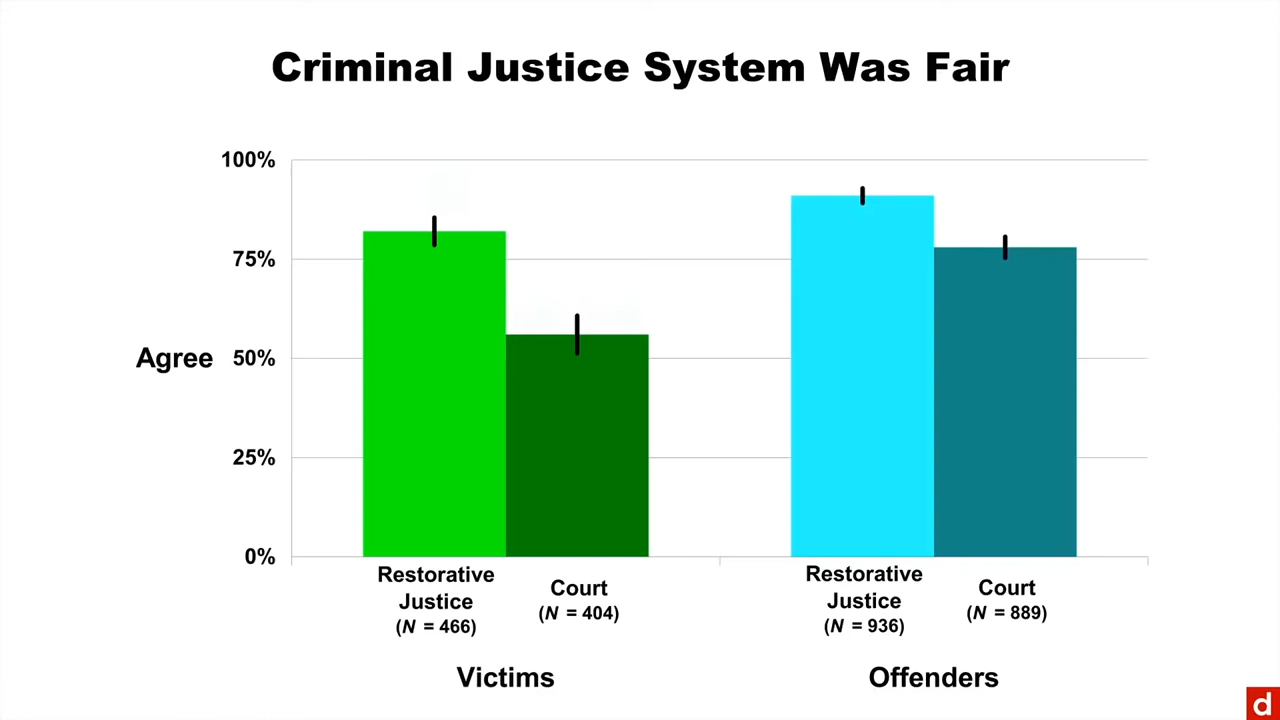 Criminal Justice System Was Fair
100%
75%
Agree 50%
25%
0%
Restorative
Justice
(N = 466)
Court
(N = 404)
Restorative
Justice
(N = 936)
Court
(N = 889)
Victims
Offenders
d